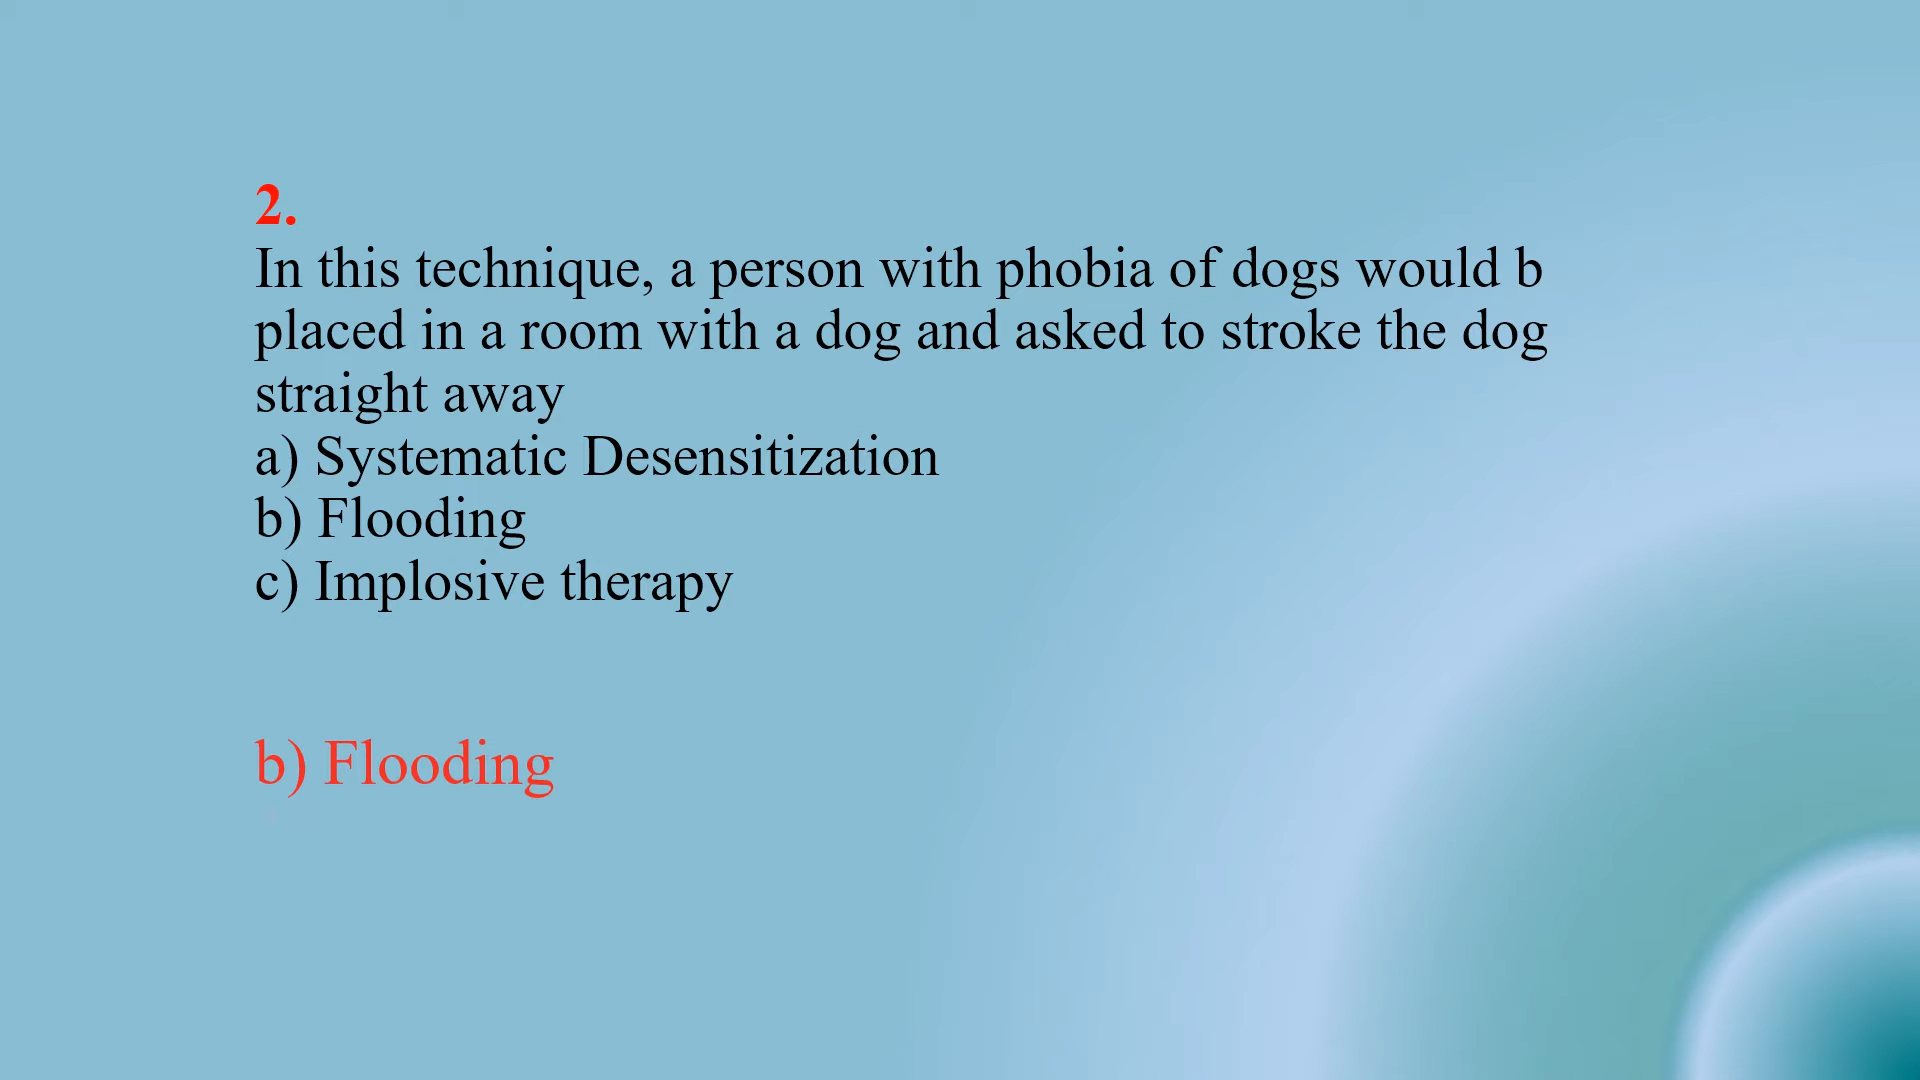 2.
In this technique, a person with phobia of dogs would b
placed in a room with a dog and asked to stroke the dog
straight away
a) Systematic Desensitization
b) Flooding
c) Implosive therapy
b) Flooding